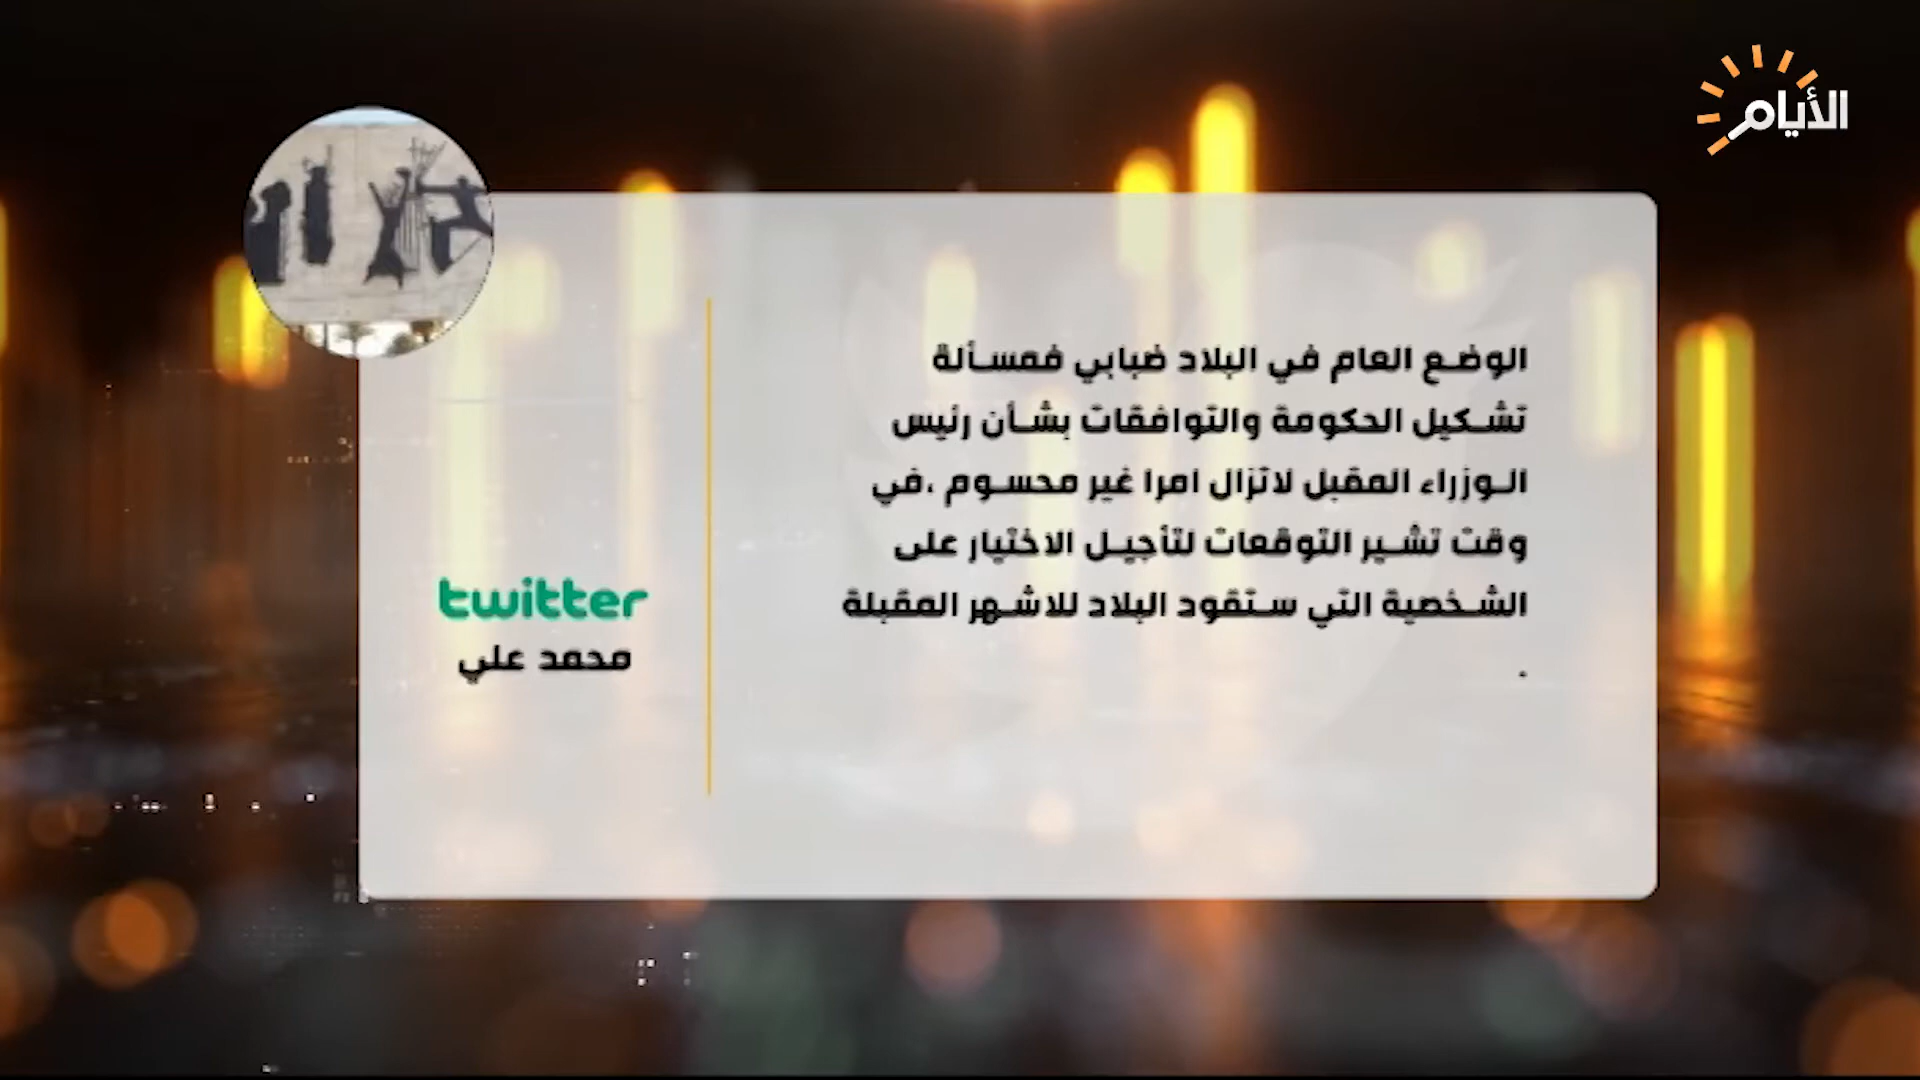 الأيام
الوضع العام في البلاد ضبابي فمسألة
تشكيل الحكومة والتوافقات بشأن رئيس
الوزراء المقبل لاتزال امرا غير محسوم ،في
وقت تشير التوقعات لتأجيل الاختيار على
الشخصية التي ستقود البلاد للاشهر المقبلة
.
twitter
محمد علي